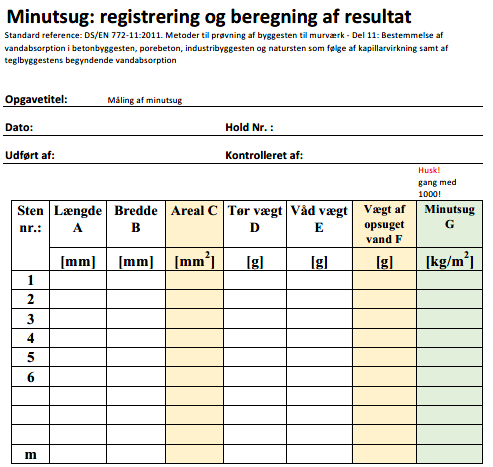 Minutsug: registrering og beregning af resultat
Standard reference: DS/EN 772-11:2011. Metoder til prøvning af byggesten til murværk - Del 11: Bestemmelse af
vandabsorption i betonbyggesten, porebeton, industribyggesten og natursten som følge af kapillarvirkning samt af
teglbyggestens begyndende vandabsorption
Opgavetitel: Måling af minutsug
Dato: Hold Nr. :
Udført af: Kontrolleret af:
Husk!
gang med
1000!
Sten Længde Bredde Areal C Tør vægt Våd vægt Vægt af Minutsug
nr.: A B D E opsuget G
vand F
[mm] [mm] [mm²] [g] [g] [g] [kg/m²]
1
2
3
4
5
6
m